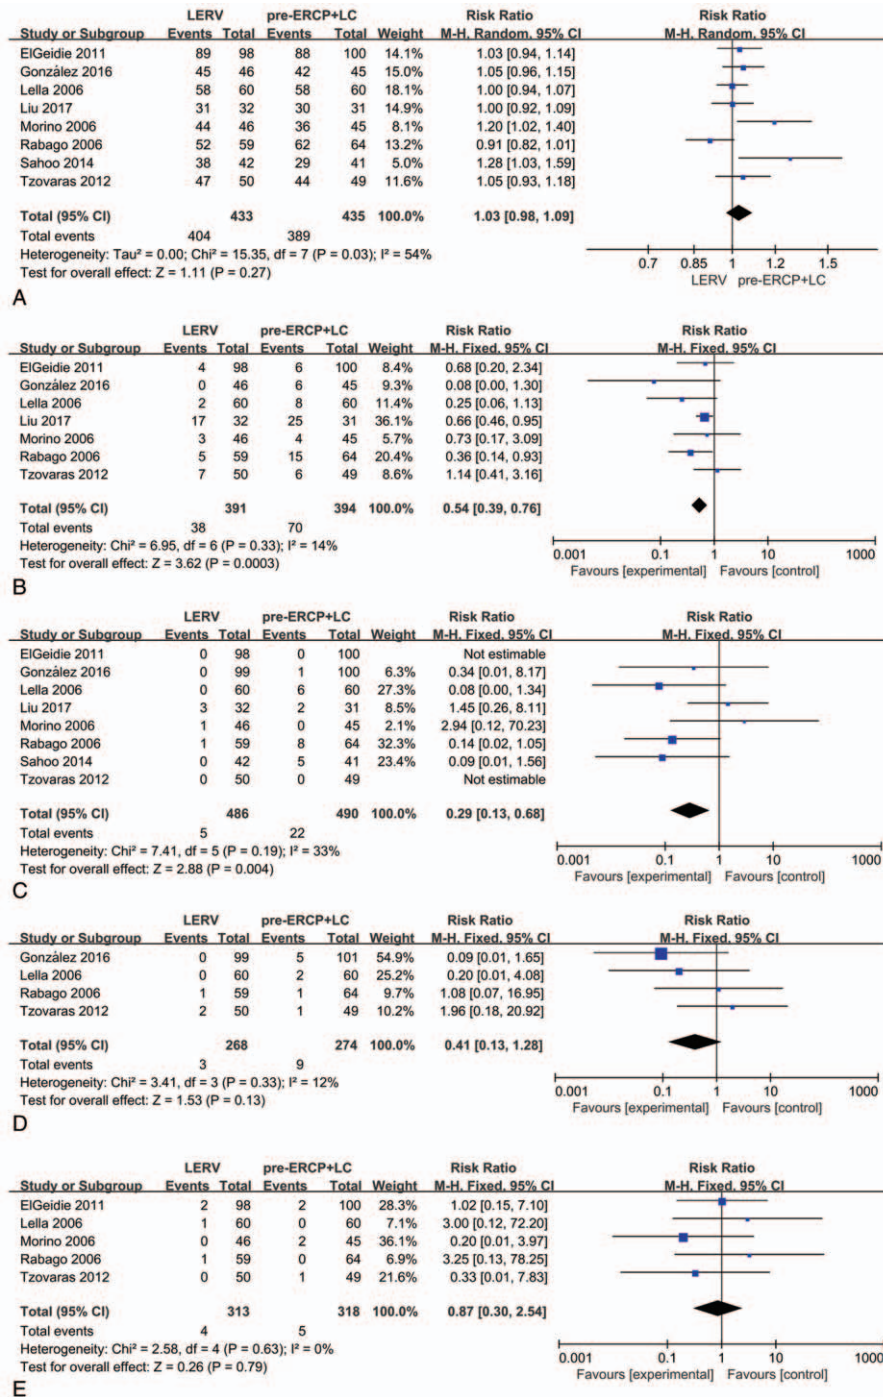 LERV pre-ERCP+LC Risk Ratio Risk Ratio
Study or Subgroup Events Total Events Total Weight M-H. Random. 95% CI M-H. Random. 95% CI
ElGeidie 2011 89 98 88 100 14.1% 1.03 [0.94, 1.14]
González 2016 45 46 42 45 15.0% 1.05 [0.96, 1.15]
Lella 2006 58 60 58 60 18.1% 1.00 [0.94, 1.07]
Liu 2017 31 32 30 31 14.9% 1.00 [0.92, 1.09]
Morino 2006 44 46 36 45 8.1% 1.20 [1.02, 1.40]
Rabago 2006 52 59 62 64 13.2% 0.91 [0.82, 1.01]
Sahoo 2014 38 42 29 41 5.0% 1.28 [1.03, 1.59]
Tzovaras 2012 47 50 44 49 11.6% 1.05 [0.93, 1.18]
Total (95% CI) 433 435 100.0% 1.03 [0.98, 1.09]
Total events 404 389
Heterogeneity: Tau² = 0.00; Chi² = 15.35, df = 7 (P = 0.03); I² = 54%
Test for overall effect: Z = 1.11 (P = 0.27)
0.7 0.85 1 1.2 1.5
LERV pre-ERCP+LC
A
LERV pre-ERCP+LC Risk Ratio Risk Ratio
Study or Subgroup Events Total Events Total Weight M-H. Fixed. 95% CI M-H. Fixed. 95% CI
ElGeidie 2011 4 98 6 100 8.4% 0.68 [0.20, 2.34]
González 2016 0 46 6 45 9.3% 0.08 [0.00, 1.30]
Lella 2006 2 60 8 60 11.4% 0.25 [0.06, 1.13]
Liu 2017 17 32 25 31 36.1% 0.66 [0.46, 0.95]
Morino 2006 3 46 4 45 5.7% 0.73 [0.17, 3.09]
Rabago 2006 5 59 15 64 20.4% 0.36 [0.14, 0.93]
Tzovaras 2012 7 50 6 49 8.6% 1.14 [0.41, 3.16]
Total (95% CI) 391 394 100.0% 0.54 [0.39, 0.76]
Total events 38 70
Heterogeneity: Chi² = 6.95, df = 6 (P = 0.33); I² = 14%
Test for overall effect: Z = 3.62 (P = 0.0003)
0.001 0.1 1 10 1000
Favours [experimental] Favours [control]
B
LERV pre-ERCP+LC Risk Ratio Risk Ratio
Study or Subgroup Events Total Events Total Weight M-H. Fixed. 95% CI M-H. Fixed. 95% CI
ElGeidie 2011 0 98 0 100 Not estimable
González 2016 0 99 1 100 6.3% 0.34 [0.01, 8.17]
Lella 2006 0 60 6 60 27.3% 0.08 [0.00, 1.34]
Liu 2017 3 32 2 31 8.5% 1.45 [0.26, 8.11]
Morino 2006 1 46 0 45 2.1% 2.94 [0.12, 70.23]
Rabago 2006 1 59 8 64 32.3% 0.14 [0.02, 1.05]
Sahoo 2014 0 42 5 41 23.4% 0.09 [0.01, 1.56]
Tzovaras 2012 0 50 0 49 Not estimable
Total (95% CI) 486 490 100.0% 0.29 [0.13, 0.68]
Total events 5 22
Heterogeneity: Chi² = 7.41, df = 5 (P = 0.19); I² = 33%
Test for overall effect: Z = 2.88 (P = 0.004)
0.001 0.1 1 10 1000
Favours [experimental] Favours [control]
C
LERV pre-ERCP+LC Risk Ratio Risk Ratio
Study or Subgroup Events Total Events Total Weight M-H. Fixed. 95% CI M-H. Fixed. 95% CI
González 2016 0 99 5 101 54.9% 0.09 [0.01, 1.65]
Lella 2006 0 60 2 60 25.2% 0.20 [0.01, 4.08]
Rabago 2006 1 59 1 64 9.7% 1.08 [0.07, 16.95]
Tzovaras 2012 2 50 1 49 10.2% 1.96 [0.18, 20.92]
Total (95% CI) 268 274 100.0% 0.41 [0.13, 1.28]
Total events 3 9
Heterogeneity: Chi² = 3.41, df = 3 (P = 0.33); I² = 12%
Test for overall effect: Z = 1.53 (P = 0.13)
0.001 0.1 1 10 1000
Favours [experimental] Favours [control]
D
LERV pre-ERCP+LC Risk Ratio Risk Ratio
Study or Subgroup Events Total Events Total Weight M-H. Fixed. 95% CI M-H. Fixed. 95% CI
ElGeidie 2011 2 98 2 100 28.3% 1.02 [0.15, 7.10]
Lella 2006 1 60 0 60 7.1% 3.00 [0.12, 72.20]
Morino 2006 0 46 2 45 36.1% 0.20 [0.01, 3.97]
Rabago 2006 1 59 0 64 6.9% 3.25 [0.13, 78.25]
Tzovaras 2012 0 50 1 49 21.6% 0.33 [0.01, 7.83]
Total (95% CI) 313 318 100.0% 0.87 [0.30, 2.54]
Total events 4 5
Heterogeneity: Chi² = 2.58, df = 4 (P = 0.63); I² = 0%
Test for overall effect: Z = 0.26 (P = 0.79)
0.001 0.1 1 10 1000
Favours [experimental] Favours [control]
E